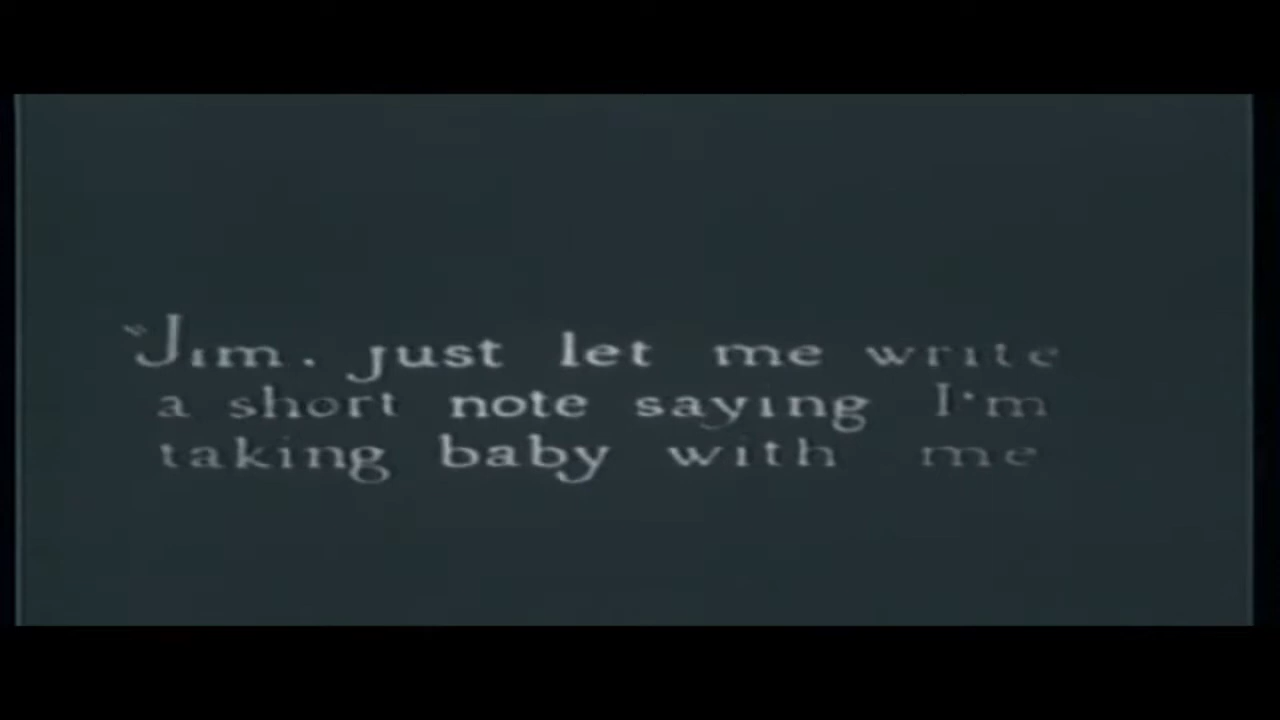 "Jim, just let me write
a short note saying I'm
taking baby with me